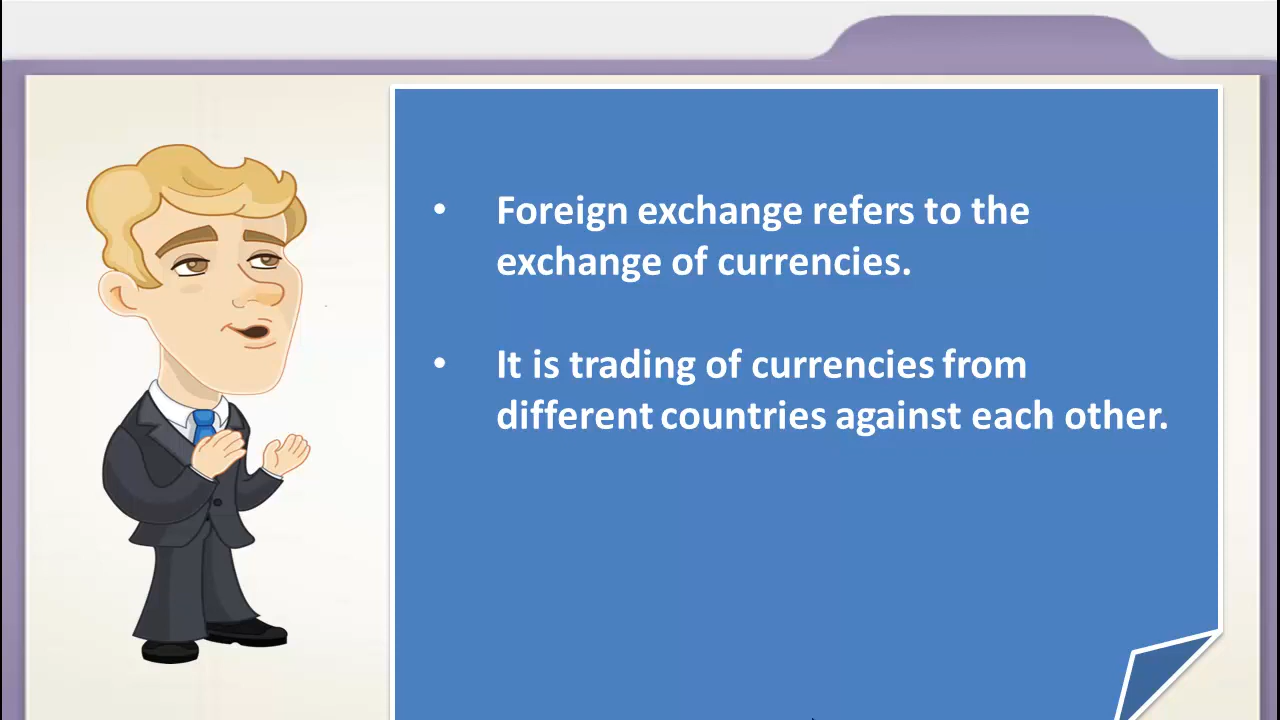 • Foreign exchange refers to the
exchange of currencies.
• It is trading of currencies from
different countries against each other.